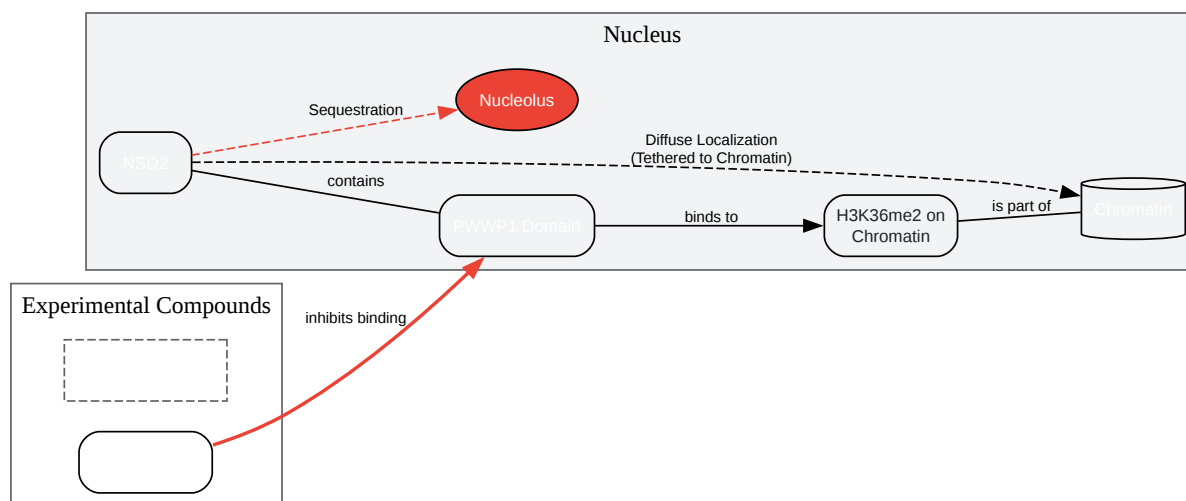 Nucleus
Nucleolus
Sequestration
Diffuse Localization
(Tethered to Chromatin)
NSD2
contains
PWWP1 Domain
binds to
H3K36me2 on
Chromatin
is part of
Chromatin
Experimental Compounds
inhibits binding